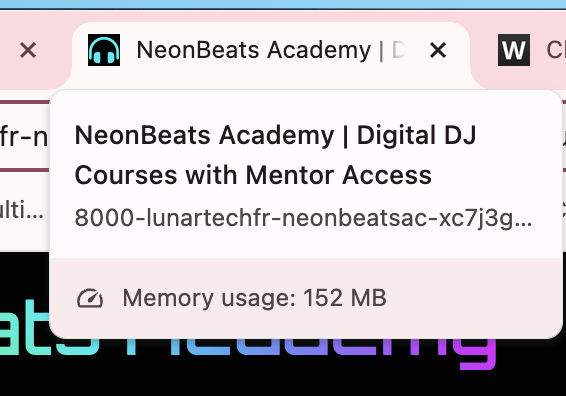 NeonBeats Academy | D
W
fr-n
NeonBeats Academy | Digital DJ
Courses with Mentor Access
8000-lunartechfr-neonbeatsac-xc7j3g...
ulti...
Memory usage: 152 MB
ats Academy